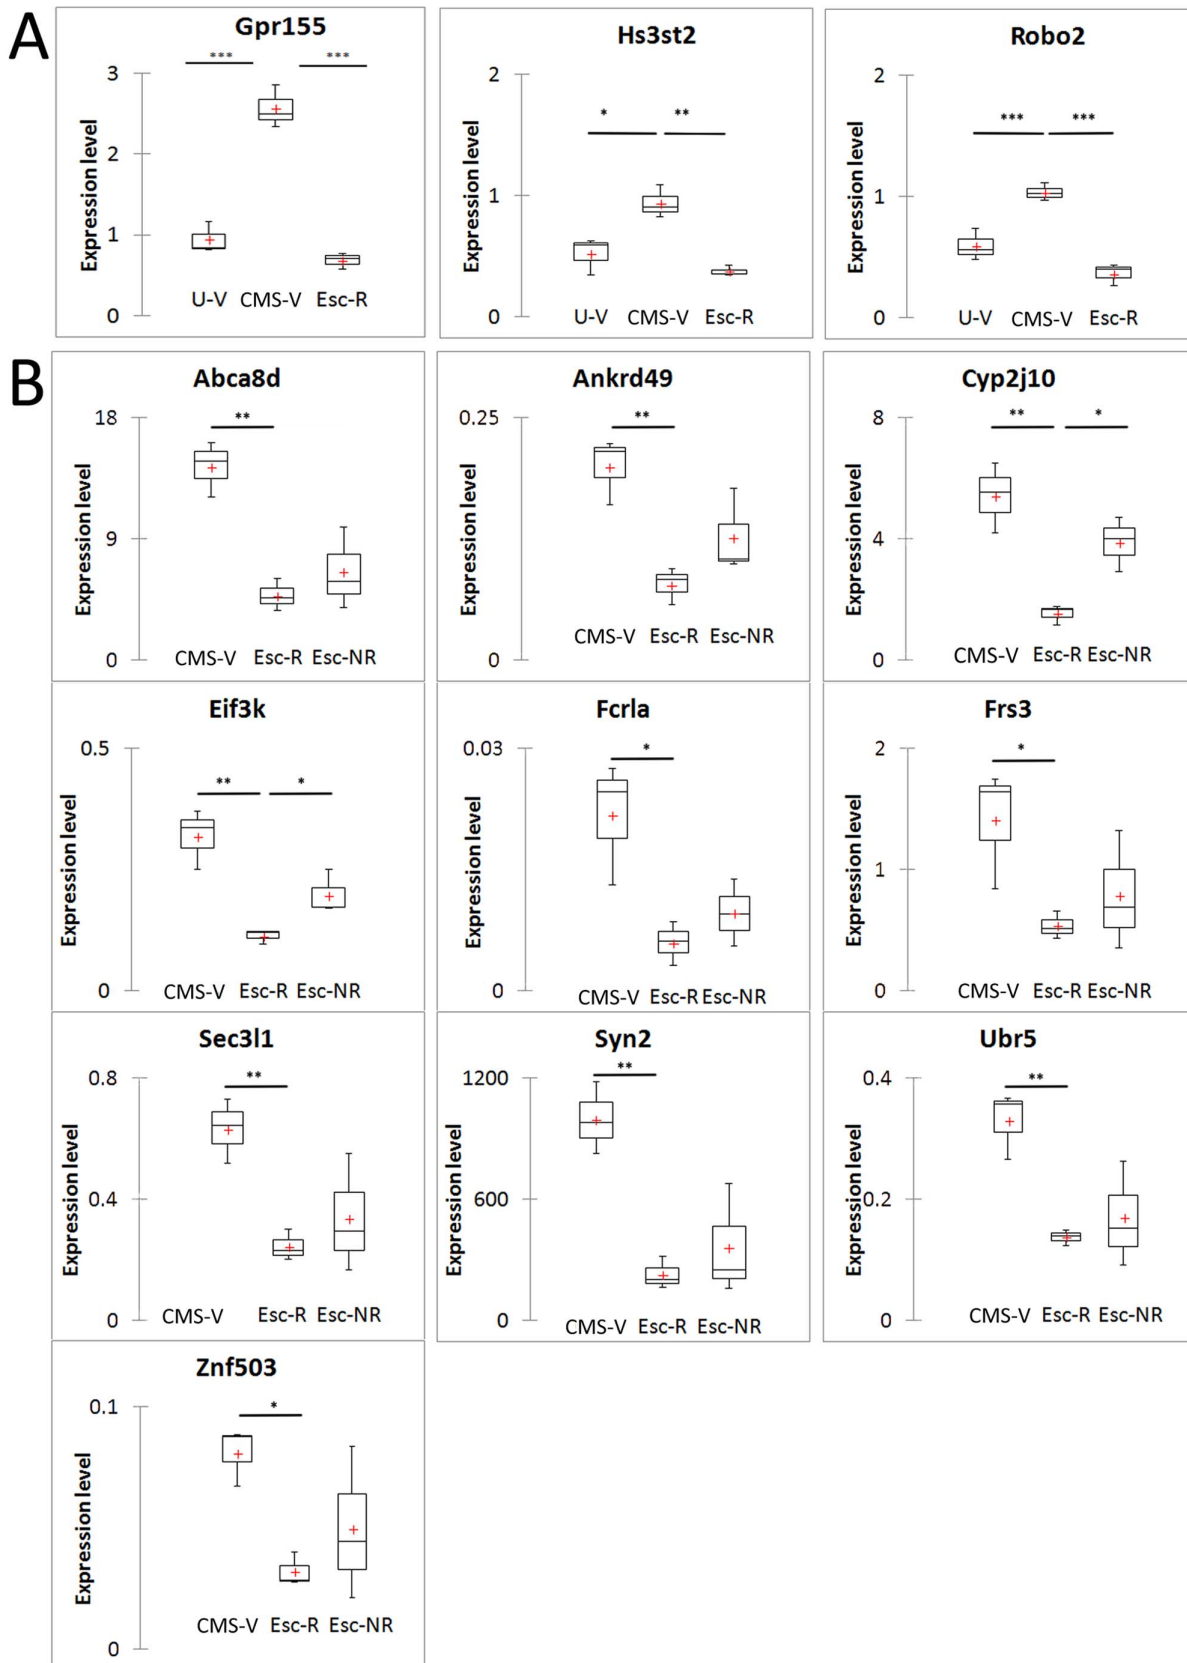 A
Gpr155
*** ***
Expression level
3
2
1
0
U-V CMS-V Esc-R
Hs3st2
* **
Expression level
2
1
0
U-V CMS-V Esc-R
Robo2
*** ***
Expression level
2
1
0
U-V CMS-V Esc-R
B
Abca8d
**
Expression level
18
9
0
CMS-V Esc-R Esc-NR
Ankrd49
**
Expression level
0.25
0
CMS-V Esc-R Esc-NR
Cyp2j10
** *
Expression level
8
4
0
CMS-V Esc-R Esc-NR
Eif3k
** *
Expression level
0.5
0
CMS-V Esc-R Esc-NR
Fcrla
*
Expression level
0.03
0
CMS-V Esc-R Esc-NR
Frs3
*
Expression level
2
1
0
CMS-V Esc-R Esc-NR
Sec3l1
**
Expression level
0.8
0.4
0
CMS-V Esc-R Esc-NR
Syn2
**
Expression level
1200
600
0
CMS-V Esc-R Esc-NR
Ubr5
**
Expression level
0.4
0.2
0
CMS-V Esc-R Esc-NR
Znf503
*
Expression level
0.1
0
CMS-V Esc-R Esc-NR